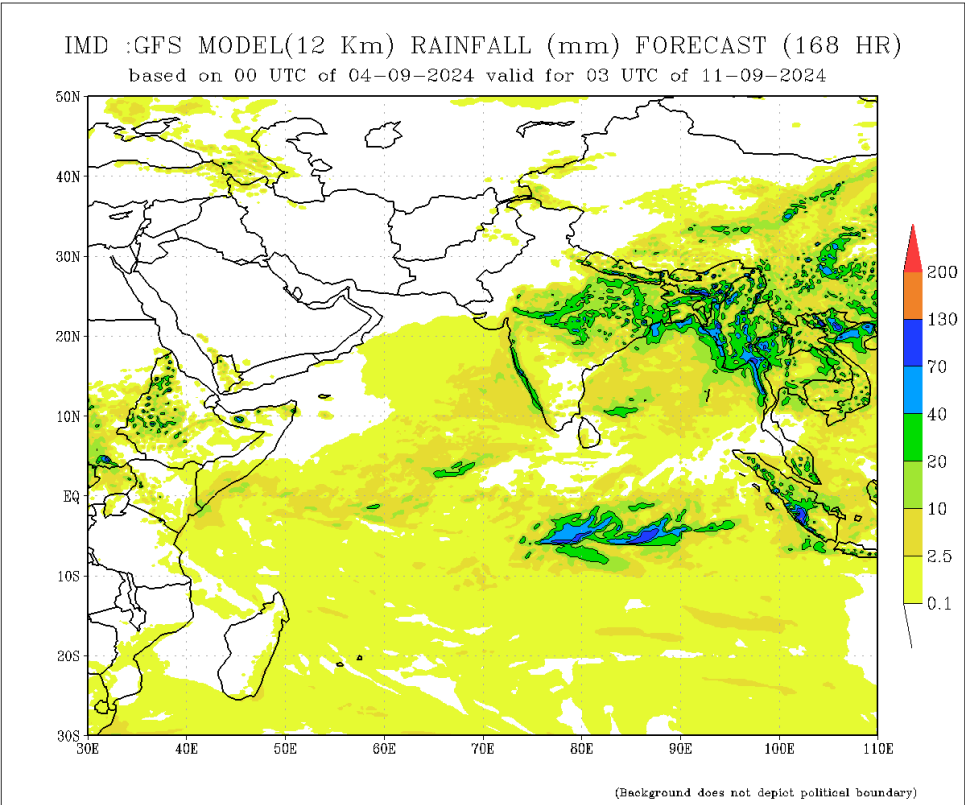 IMD :GFS MODEL(12 Km) RAINFALL (mm) FORECAST (168 HR)
based on 00 UTC of 04-09-2024 valid for 03 UTC of 11-09-2024
50N
40N
30N
20N
10N
EQ
10S
20S
30S
30E 40E 50E 60E 70E 80E 90E 100E 110E
200
130
70
40
20
10
2.5
0.1
(Background does not depict political boundary)